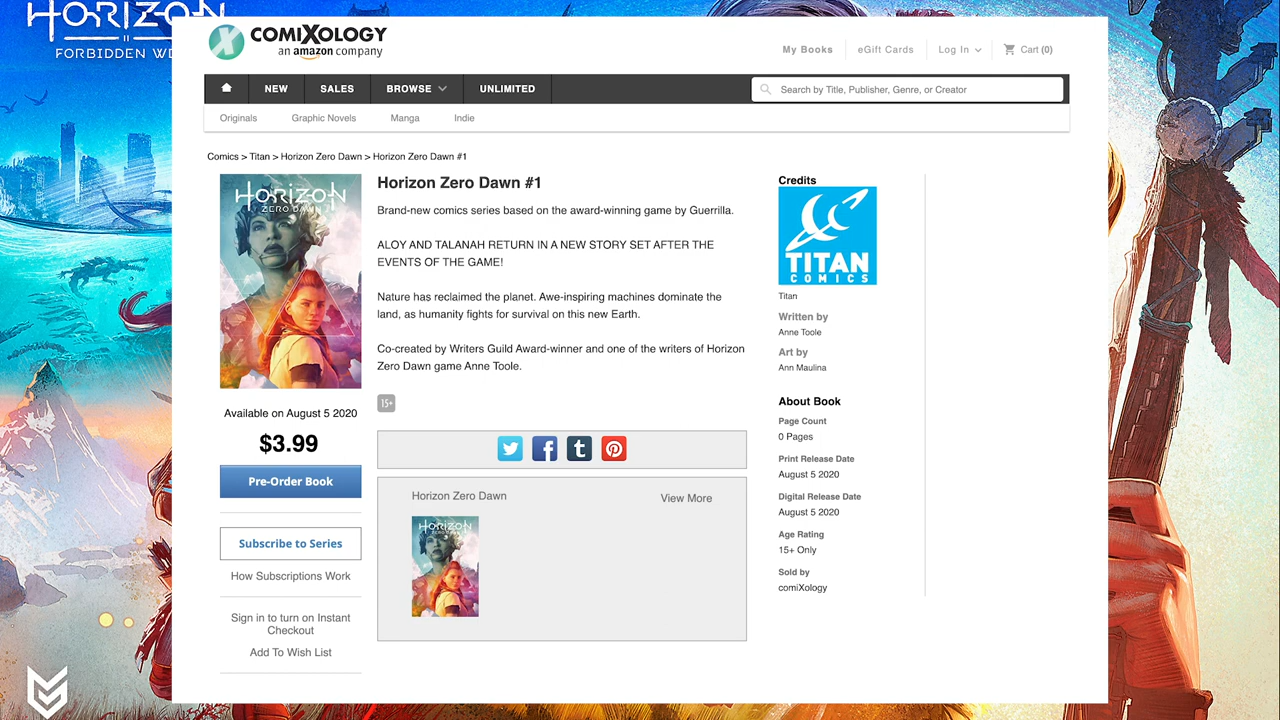 HORIZON
II
FORBIDDEN WE
COMIXOLOGY
an amazon company
My Books
eGift Cards
Log In
Cart (0)
NEW
SALES
BROWSE
UNLIMITED
Search by Title, Publisher, Genre, or Creator
Originals
Graphic Novels
Manga
Indie
Comics > Titan > Horizon Zero Dawn > Horizon Zero Dawn #1
HORIZON
ZERO DAWN
Available on August 5 2020
$3.99
Pre-Order Book
Subscribe to Series
How Subscriptions Work
Sign in to turn on Instant
Checkout
Add To Wish List
Horizon Zero Dawn #1
Brand-new comics series based on the award-winning game by Guerrilla.
ALOY AND TALANAH RETURN IN A NEW STORY SET AFTER THE
EVENTS OF THE GAME!
Nature has reclaimed the planet. Awe-inspiring machines dominate the
land, as humanity fights for survival on this new Earth.
Co-created by Writers Guild Award-winner and one of the writers of Horizon
Zero Dawn game Anne Toole.
15+
Horizon Zero Dawn
View More
HORIZON
ZERO DAWN
Credits
TITAN
COMICS
Titan
Written by
Anne Toole
Art by
Ann Maulina
About Book
Page Count
0 Pages
Print Release Date
August 5 2020
Digital Release Date
August 5 2020
Age Rating
15+ Only
Sold by
comiXology